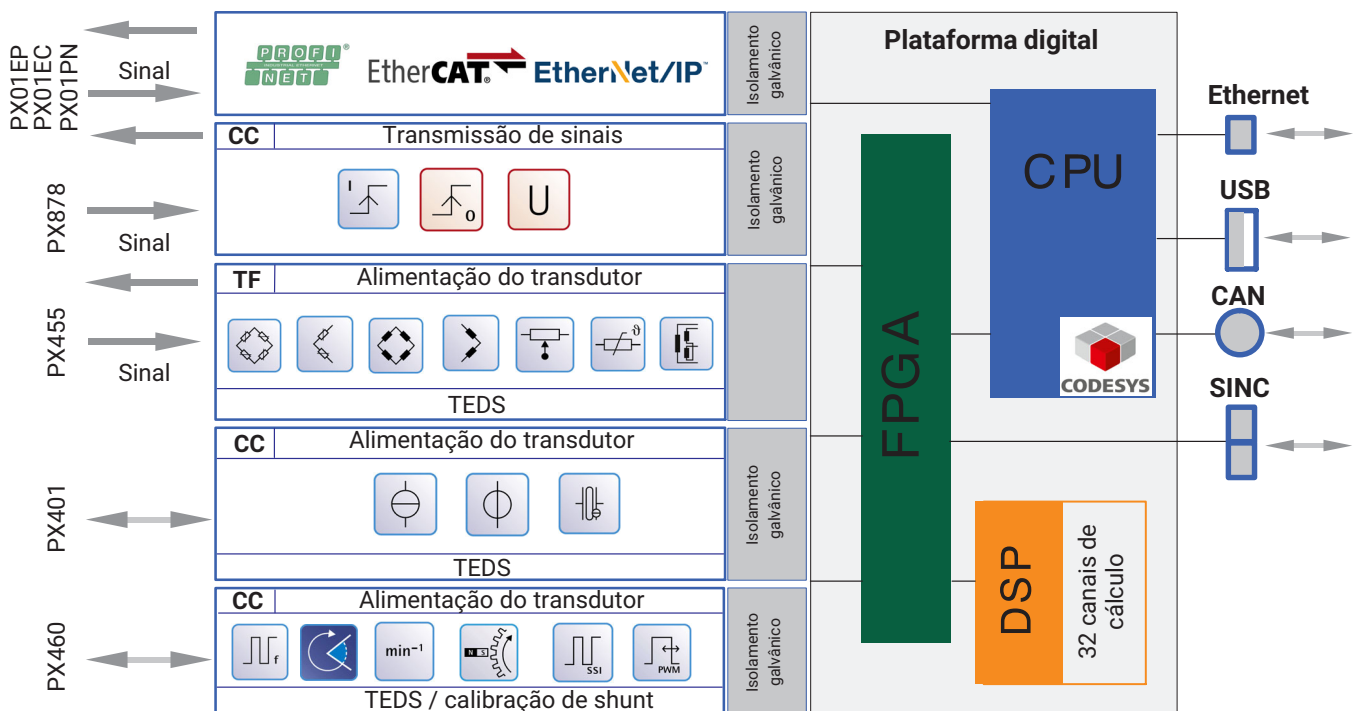 PX01EP
PX01EC
PX01PN
Sinal
PROFI®
INDUSTRIAL ETHERNET
NET
EtherCAT®
EtherNet/IP™
Isolamento
galvânico
CC
Transmissão de sinais
PX878
Sinal
I
0
U
Isolamento
galvânico
TF
Alimentação do transdutor
PX455
Sinal
ϑ
TEDS
CC
Alimentação do transdutor
PX401
TEDS
Isolamento
galvânico
CC
Alimentação do transdutor
PX460
f
min⁻¹
N S
SSI
PWM
TEDS / calibração de shunt
Isolamento
galvânico
Plataforma digital
FPGA
CPU
CODESYS
DSP
32 canais de
cálculo
Ethernet
USB
CAN
SINC